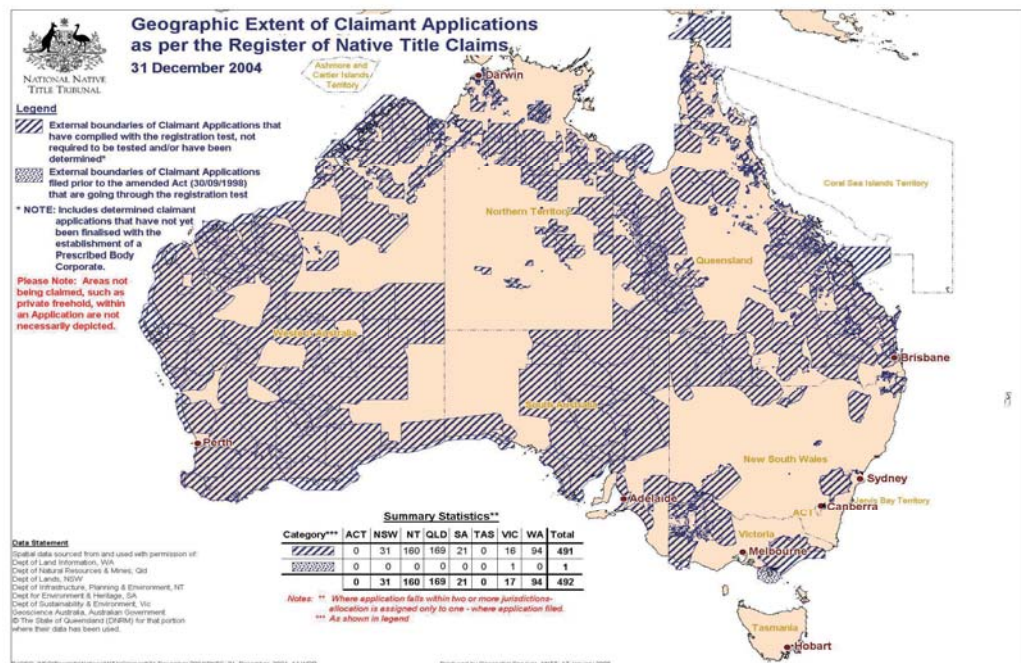 Geographic Extent of Claimant Applications
as per the Register of Native Title Claims
31 December 2004
NATIONAL NATIVE
TITLE TRIBUNAL
Legend
External boundaries of Claimant Applications that
have complied with the registration test, not
required to be tested and/or have been
determined*
External boundaries of Claimant Applications
filed prior to the amended Act (30/09/1998)
that are going through the registration test
* NOTE: Includes determined claimant
applications that have not yet
been finalised with the
establishment of a
Prescribed Body
Corporate.
Please Note: Areas not
being claimed, such as
private freehold, within
an Application are not
necessarily depicted.
Ashmore and
Cartier Islands
Territory
Darwin
Coral Sea Islands Territory
Northern Territory
Queensland
Western Australia
Brisbane
South Australia
Perth
New South Wales
Sydney
Adelaide
Jervis Bay Territory
ACT
Canberra
Victoria
Melbourne
Tasmania
Hobart
Summary Statistics**
Category*** ACT NSW NT QLD SA TAS VIC WA Total
0 31 160 169 21 0 16 94 491
0 0 0 0 0 0 1 0 1
0 31 160 169 21 0 17 94 492
Notes: ** Where application falls within two or more jurisdictions-
allocation is assigned only to one - where application filed.
*** As shown in legend
Data Statement
Spatial data sourced from and used with permission of:
Dept of Land Information, WA
Dept of Natural Resources & Mines, Qld
Dept of Lands, NSW
Dept of Infrastructure, Planning & Environment, NT
Dept for Environment & Heritage, SA
Dept of Sustainability & Environment, Vic
Geoscience Australia, Australian Government
© The State of Queensland (DNRM) for that portion
where their data has been used.